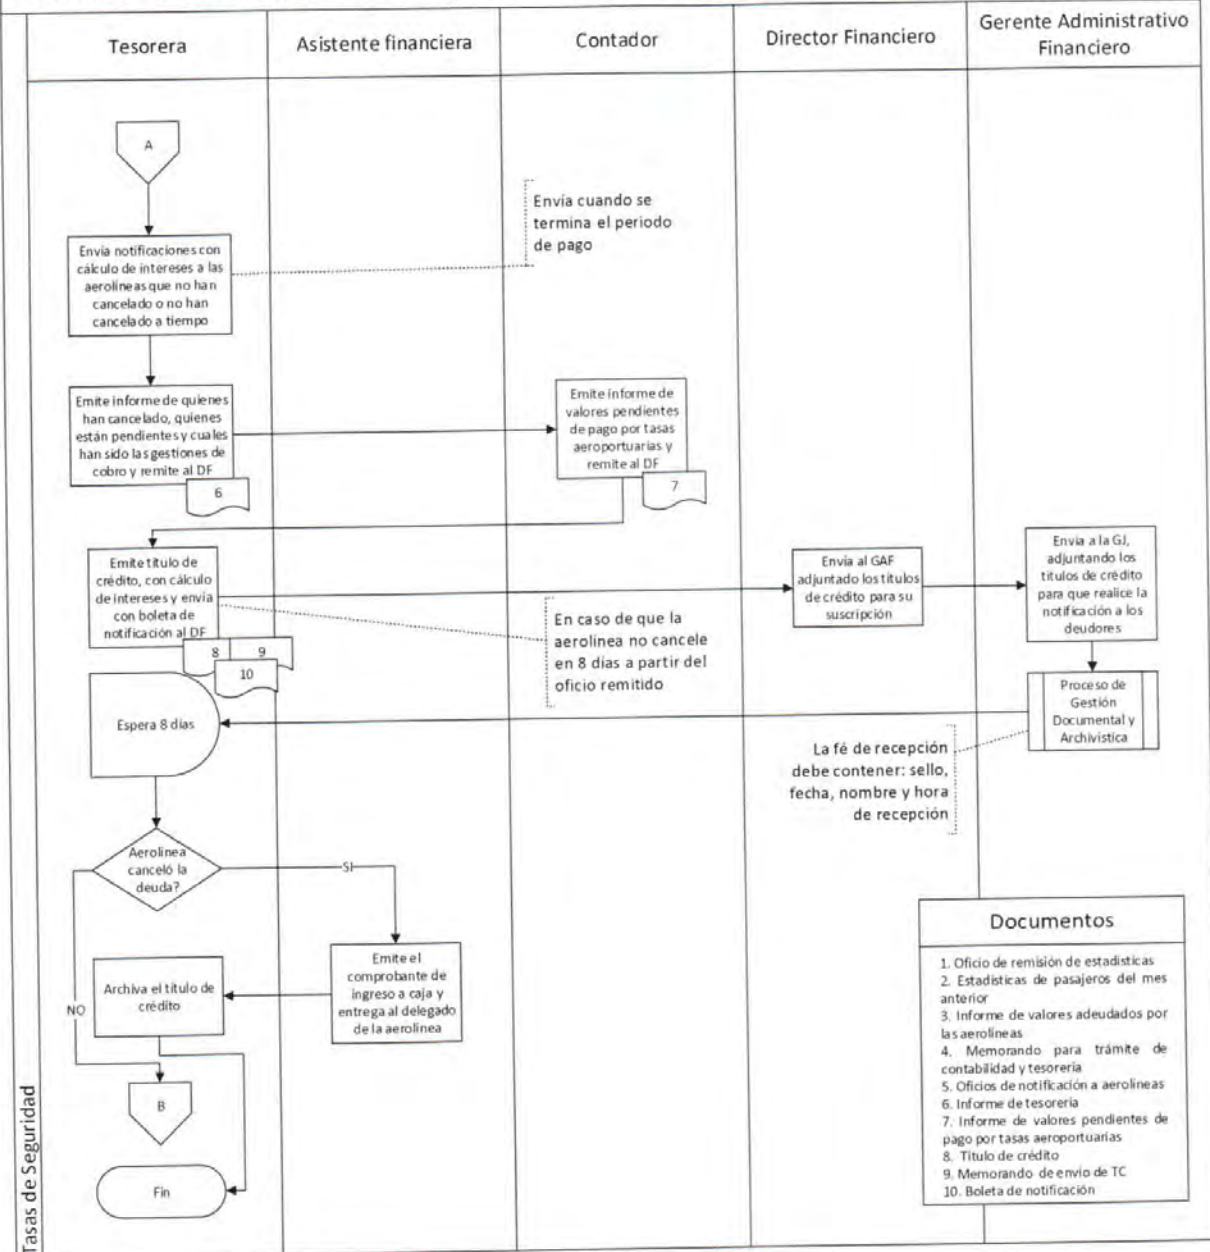 Tesorera
Asistente financiera
Contador
Director Financiero
Gerente Administrativo
Financiero
A
Envía cuando se
termina el periodo
de pago
Envía notificaciones con
cálculo de intereses a las
aerolíneas que no han
cancelado o no han
cancelado a tiempo
Emite informe de quienes
han cancelado, quienes
están pendientes y cuales
han sido las gestiones de
cobro y remite al DF
6
Emite informe de
valores pendientes
de pago por tasas
aeroportuarias y
remite al DF
7
Emite título de
crédito, con cálculo
de intereses y envía
con boleta de
notificación al DF
8
9
10
Envía al GAF
adjuntado los títulos
de crédito para su
suscripción
Envía a la GJ,
adjuntando los
títulos de crédito
para que realice la
notificación a los
deudores
En caso de que la
aerolínea no cancele
en 8 días a partir del
oficio remitido
Proceso de
Gestión
Documental y
Archivística
Espera 8 días
La fé de recepción
debe contener: sello,
fecha, nombre y hora
de recepción
Aerolínea
canceló la
deuda?
SI
NO
Emite el
comprobante de
ingreso a caja y
entrega al delegado
de la aerolínea
Archiva el título de
crédito
B
Fin
Documentos
1. Oficio de remisión de estadísticas
2. Estadísticas de pasajeros del mes
anterior
3. Informe de valores adeudados por
las aerolíneas
4. Memorando para trámite de
contabilidad y tesorería
5. Oficios de notificación a aerolíneas
6. Informe de tesorería
7. Informe de valores pendientes de
pago por tasas aeroportuarias
8. Título de crédito
9. Memorando de envío de TC
10. Boleta de notificación
Tasas de Seguridad